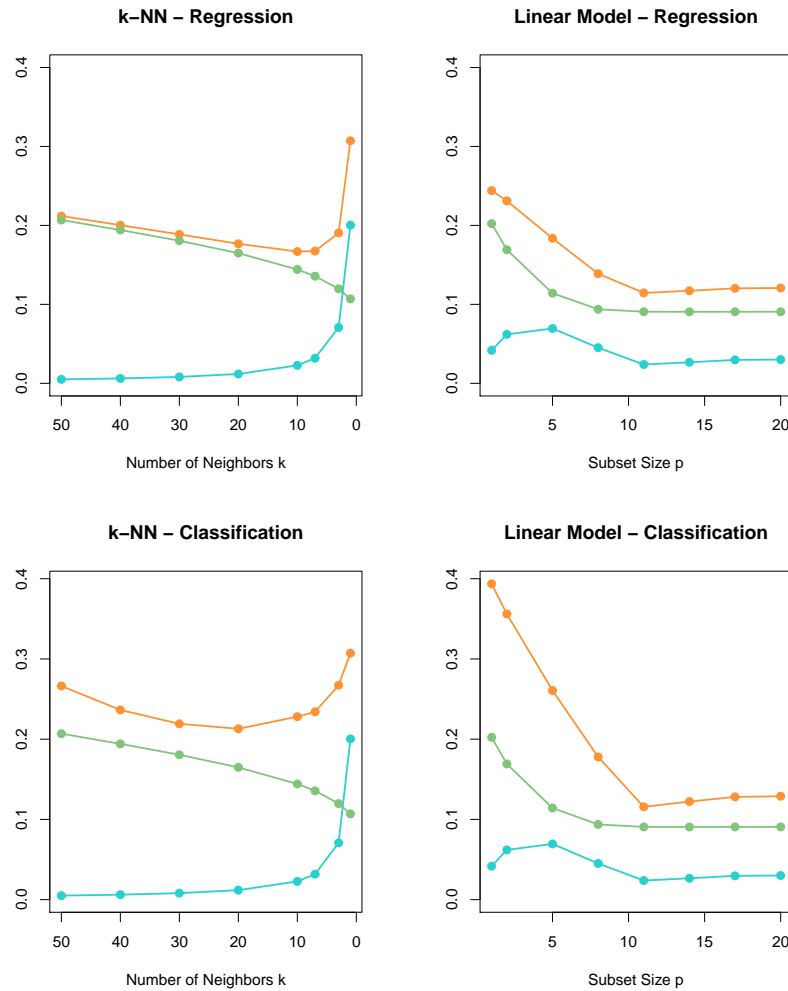 k−NN − Regression
Linear Model − Regression
0.4
0.3
0.2
0.1
0.0
50 40 30 20 10 0
5 10 15 20
Number of Neighbors k
Subset Size p
k−NN − Classification
Linear Model − Classification
0.4
0.3
0.2
0.1
0.0
0.4
0.3
0.2
0.1
0.0
50 40 30 20 10 0
5 10 15 20
Number of Neighbors k
Subset Size p
0.4
0.3
0.2
0.1
0.0